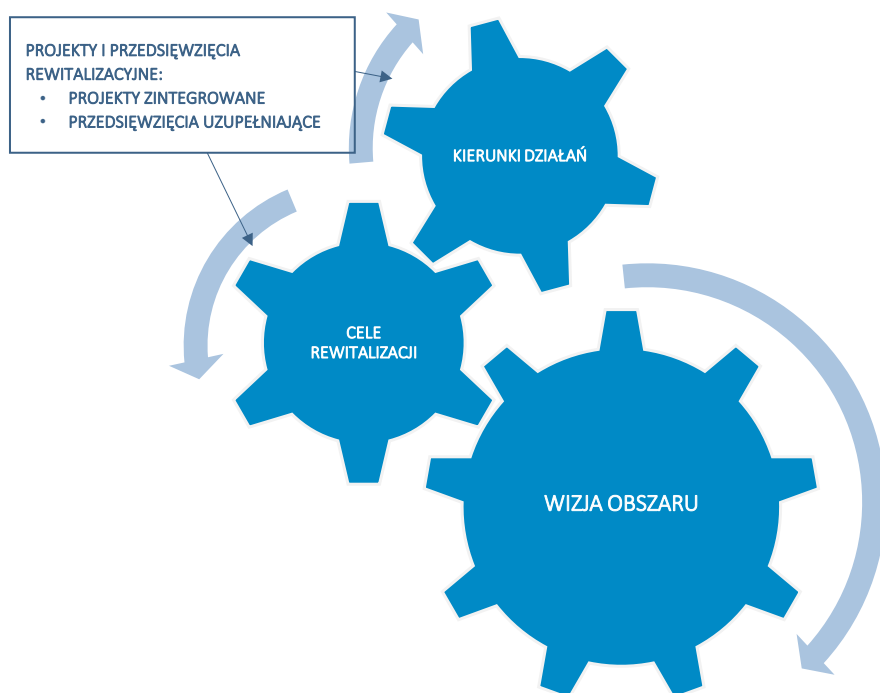 PROJEKTY I PRZEDSIĘWZIĘCIA
REWITALIZACYJNE:
• PROJEKTY ZINTEGROWANE
• PRZEDSIĘWZIĘCIA UZUPEŁNIAJĄCE
KIERUNKI DZIAŁAŃ
CELE
REWITALIZACJI
WIZJA OBSZARU